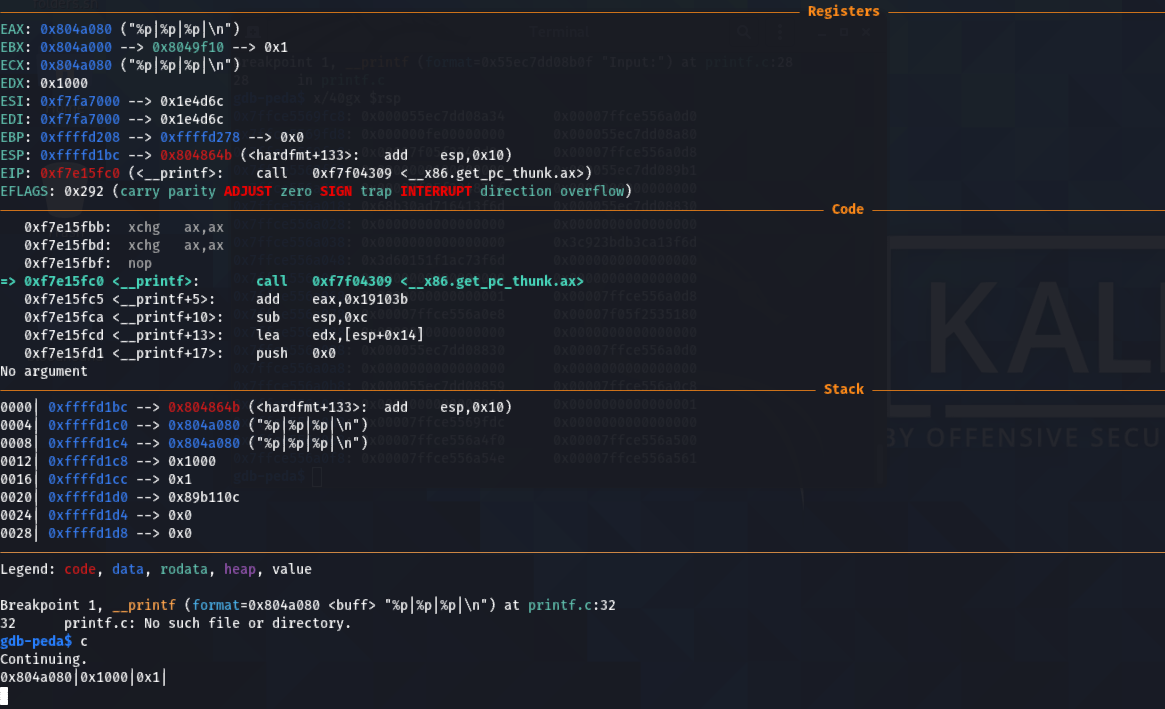 Registers
EAX: 0x804a080 ("%p|%p|%p|\n")
EBX: 0x804a000 --> 0x8049f10 --> 0x1
ECX: 0x804a080 ("%p|%p|%p|\n")
EDX: 0x1000
ESI: 0xf7fa7000 --> 0x1e4d6c
EDI: 0xf7fa7000 --> 0x1e4d6c
EBP: 0xffffd208 --> 0xffffd278 --> 0x0
ESP: 0xffffd1bc --> 0x804864b (<hardfmt+133>:   add    esp,0x10)
EIP: 0xf7e15fc0 (<__printf>:    call   0xf7f04309 <__x86.get_pc_thunk.ax>)
EFLAGS: 0x292 (carry parity ADJUST zero SIGN trap INTERRUPT direction overflow)
Code
   0xf7e15fbb:  xchg   ax,ax
   0xf7e15fbd:  xchg   ax,ax
   0xf7e15fbf:  nop
=> 0xf7e15fc0 <__printf>:       call   0xf7f04309 <__x86.get_pc_thunk.ax>
   0xf7e15fc5 <__printf+5>:     add    eax,0x19103b
   0xf7e15fca <__printf+10>:    sub    esp,0xc
   0xf7e15fcd <__printf+13>:    lea    edx,[esp+0x14]
   0xf7e15fd1 <__printf+17>:    push   0x0
No argument
Stack
0000| 0xffffd1bc --> 0x804864b (<hardfmt+133>:  add    esp,0x10)
0004| 0xffffd1c0 --> 0x804a080 ("%p|%p|%p|\n")
0008| 0xffffd1c4 --> 0x804a080 ("%p|%p|%p|\n")
0012| 0xffffd1c8 --> 0x1000
0016| 0xffffd1cc --> 0x1
0020| 0xffffd1d0 --> 0x89b110c
0024| 0xffffd1d4 --> 0x0
0028| 0xffffd1d8 --> 0x0
Legend: code, data, rodata, heap, value
Breakpoint 1, __printf (format=0x804a080 <buff> "%p|%p|%p|\n") at printf.c:32
32      printf.c: No such file or directory.
gdb-peda$ c
Continuing.
0x804a080|0x1000|0x1|
KAL
BY OFFENSIVE SECU